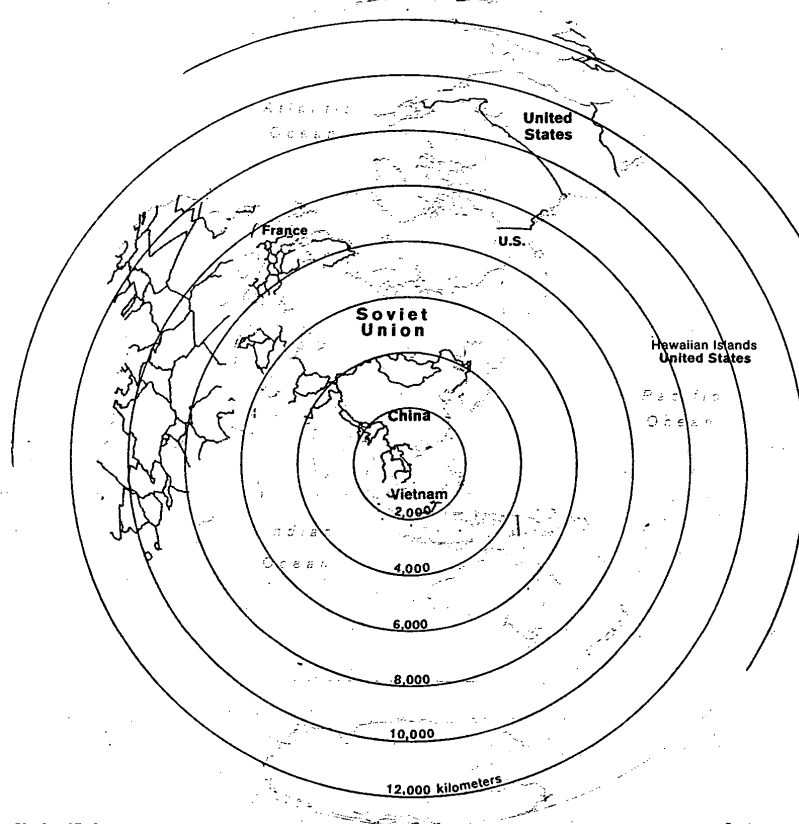 Atlantic
Ocean
United
States
France
U.S.
Soviet
Union
Hawaiian Islands
United States
Pacific
Ocean
China
Vietnam
2,000
Indian
Ocean
4,000
6,000
8,000
10,000
12,000 kilometers